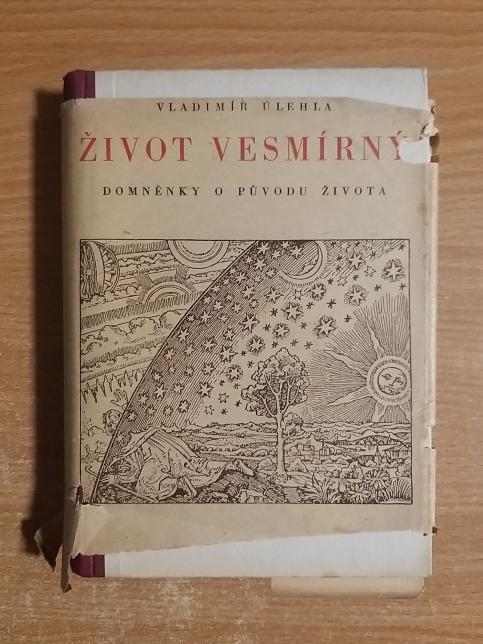 VLADIMÍR ÚLEHLA
ŽIVOT VESMÍRNÝ
DOMNĚNKY O PŮVODU ŽIVOTA